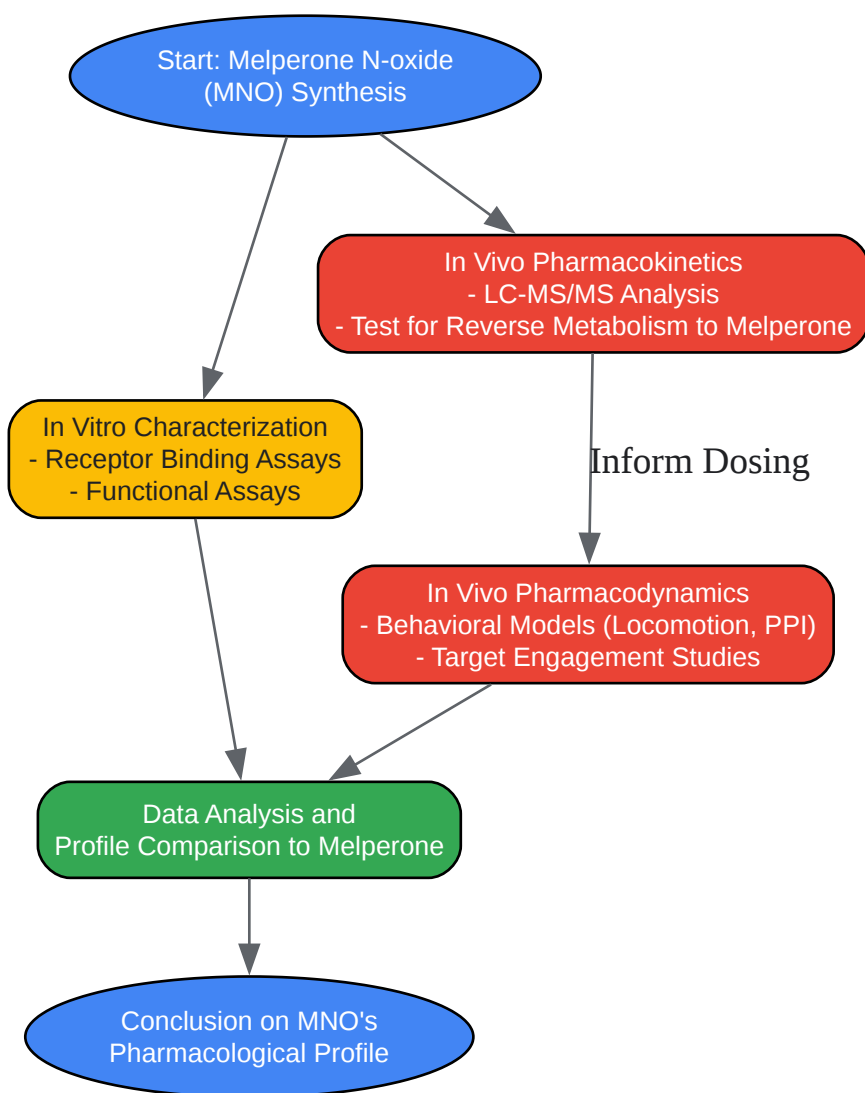 Start: Melperone N-oxide
(MNO) Synthesis
In Vivo Pharmacokinetics
- LC-MS/MS Analysis
- Test for Reverse Metabolism to Melperone
In Vitro Characterization
- Receptor Binding Assays
- Functional Assays
Inform Dosing
In Vivo Pharmacodynamics
- Behavioral Models (Locomotion, PPI)
- Target Engagement Studies
Data Analysis and
Profile Comparison to Melperone
Conclusion on MNO's
Pharmacological Profile